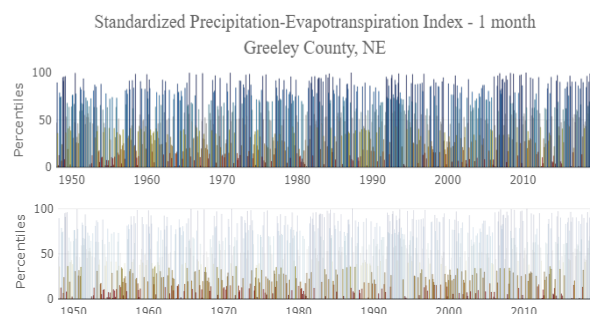 Standardized Precipitation-Evapotranspiration Index - 1 month
Greeley County, NE
Percentiles
100
50
0
1950 1960 1970 1980 1990 2000 2010
Percentiles
100
50
0
1950 1960 1970 1980 1990 2000 2010